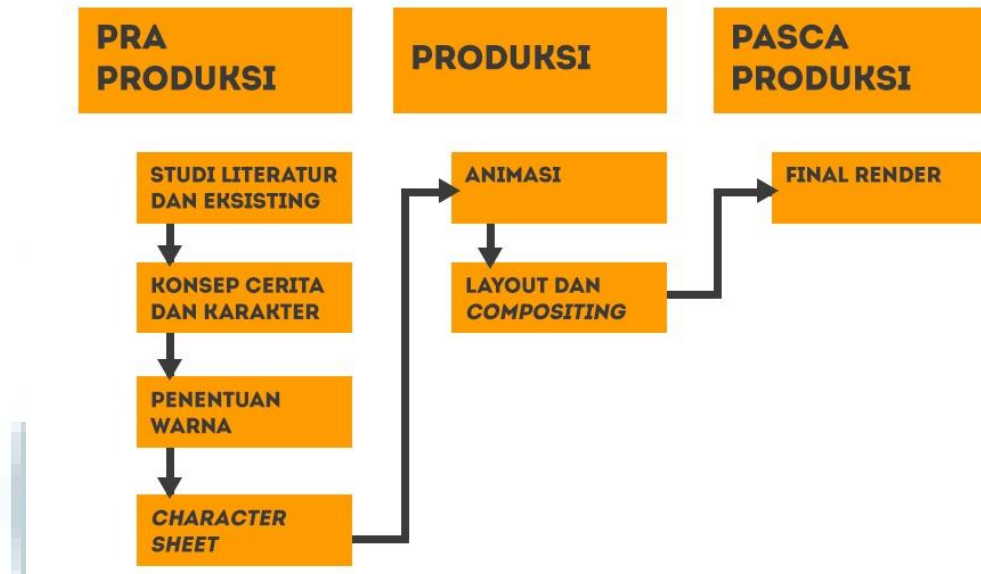 PRA
PRODUKSI
PRODUKSI
PASCA
PRODUKSI
STUDI LITERATUR
DAN EKSISTING
KONSEP CERITA
DAN KARAKTER
PENENTUAN
WARNA
CHARACTER
SHEET
ANIMASI
LAYOUT DAN
COMPOSITING
FINAL RENDER